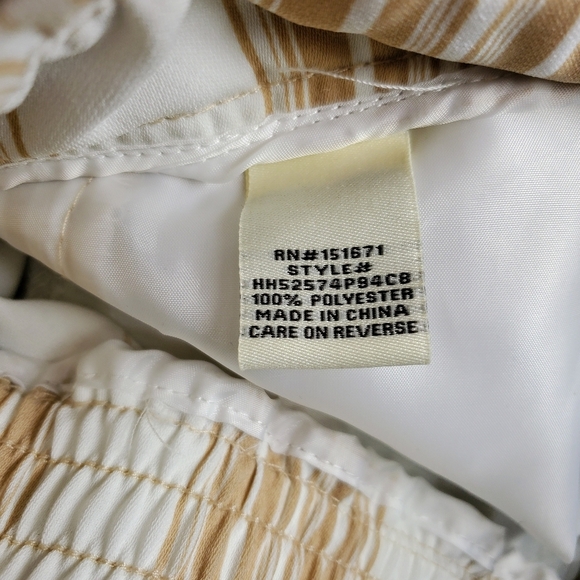 RN#151671
STYLE#
HH52574P94CB
100% POLYESTER
MADE IN CHINA
CARE ON REVERSE